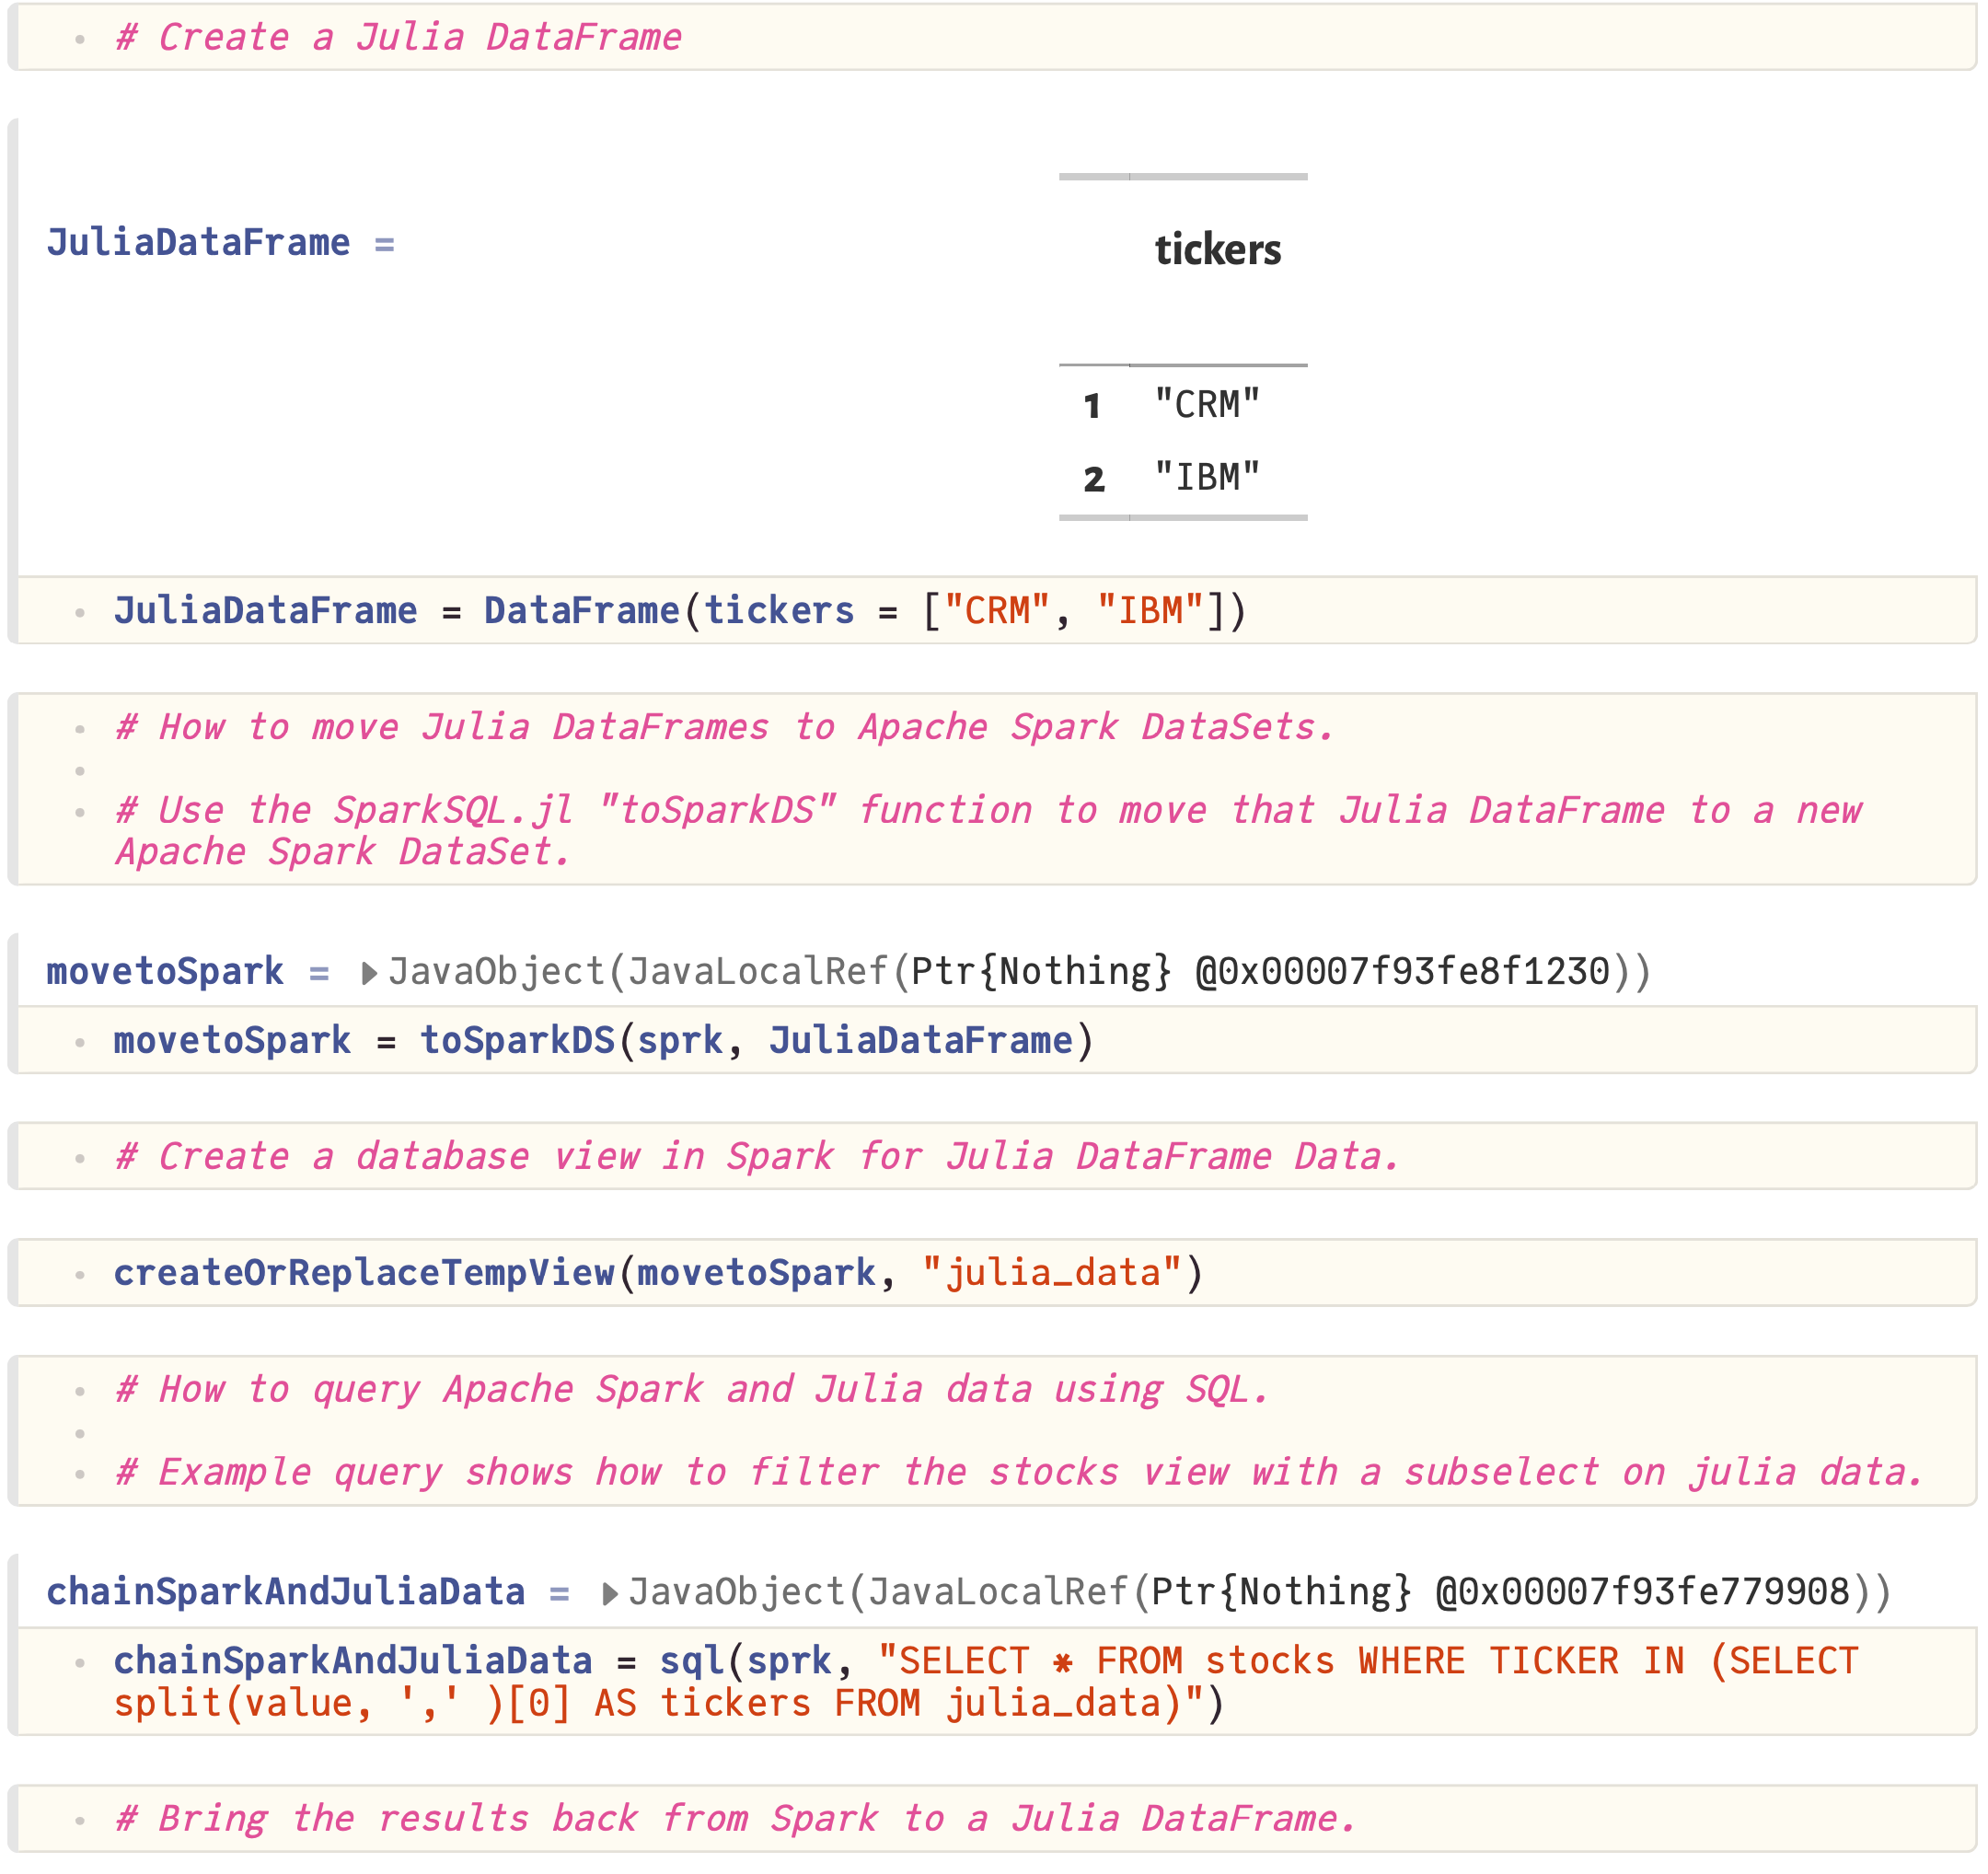 # Create a Julia DataFrame
JuliaDataFrame =
tickers
1 "CRM"
2 "IBM"
JuliaDataFrame = DataFrame(tickers = ["CRM", "IBM"])
# How to move Julia DataFrames to Apache Spark DataSets.
# Use the SparkSQL.jl "toSparkDS" function to move that Julia DataFrame to a new
Apache Spark DataSet.
movetoSpark = JavaObject(JavaLocalRef(Ptr{Nothing} @0x00007f93fe8f1230))
movetoSpark = toSparkDS(sprk, JuliaDataFrame)
# Create a database view in Spark for Julia DataFrame Data.
createOrReplaceTempView(movetoSpark, "julia_data")
# How to query Apache Spark and Julia data using SQL.
# Example query shows how to filter the stocks view with a subselect on julia data.
chainSparkAndJuliaData = JavaObject(JavaLocalRef(Ptr{Nothing} @0x00007f93fe779908))
chainSparkAndJuliaData = sql(sprk, "SELECT * FROM stocks WHERE TICKER IN (SELECT
split(value, ',' )[0] AS tickers FROM julia_data)")
# Bring the results back from Spark to a Julia DataFrame.